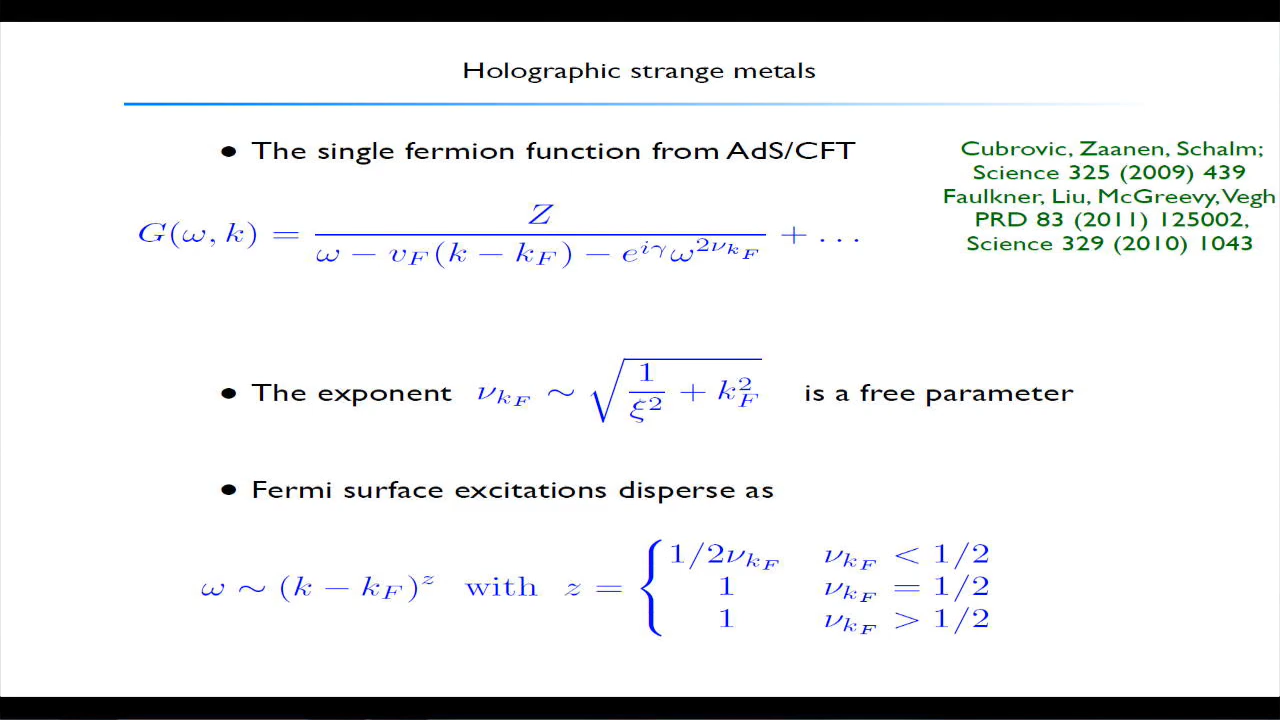 Holographic strange metals
• The single fermion function from AdS/CFT
Cubrovic, Zaanen, Schalm;
Science 325 (2009) 439
Faulkner, Liu, McGreevy, Vegh
PRD 83 (2011) 125002,
Science 329 (2010) 1043
G(ω, k) = Z / (ω − v_F(k − k_F) − e^{iγ}ω^{2ν_{k_F}}) + ...
• The exponent ν_{k_F} ∼ √(1/ξ² + k_F²) is a free parameter
• Fermi surface excitations disperse as
ω ∼ (k − k_F)^z with z = {
1/2ν_{k_F} ν_{k_F} < 1/2
1 ν_{k_F} = 1/2
1 ν_{k_F} > 1/2